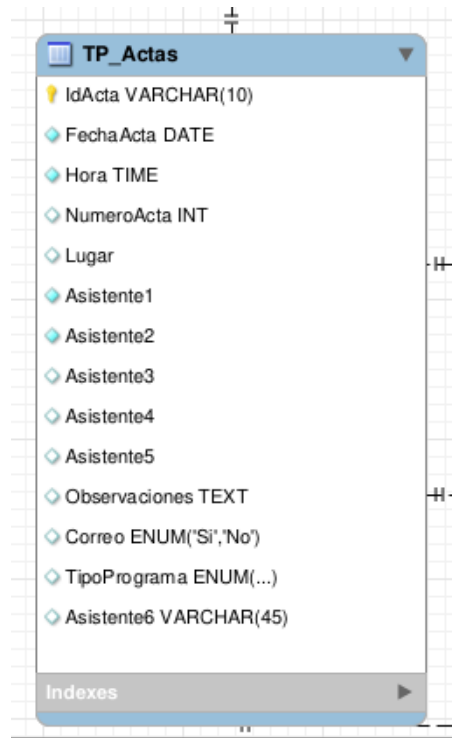 TP_Actas
IdActa VARCHAR(10)
FechaActa DATE
Hora TIME
NumeroActa INT
Lugar
Asistente1
Asistente2
Asistente3
Asistente4
Asistente5
Observaciones TEXT
Correo ENUM('Si','No')
TipoPrograma ENUM(...)
Asistente6 VARCHAR(45)
Indexes